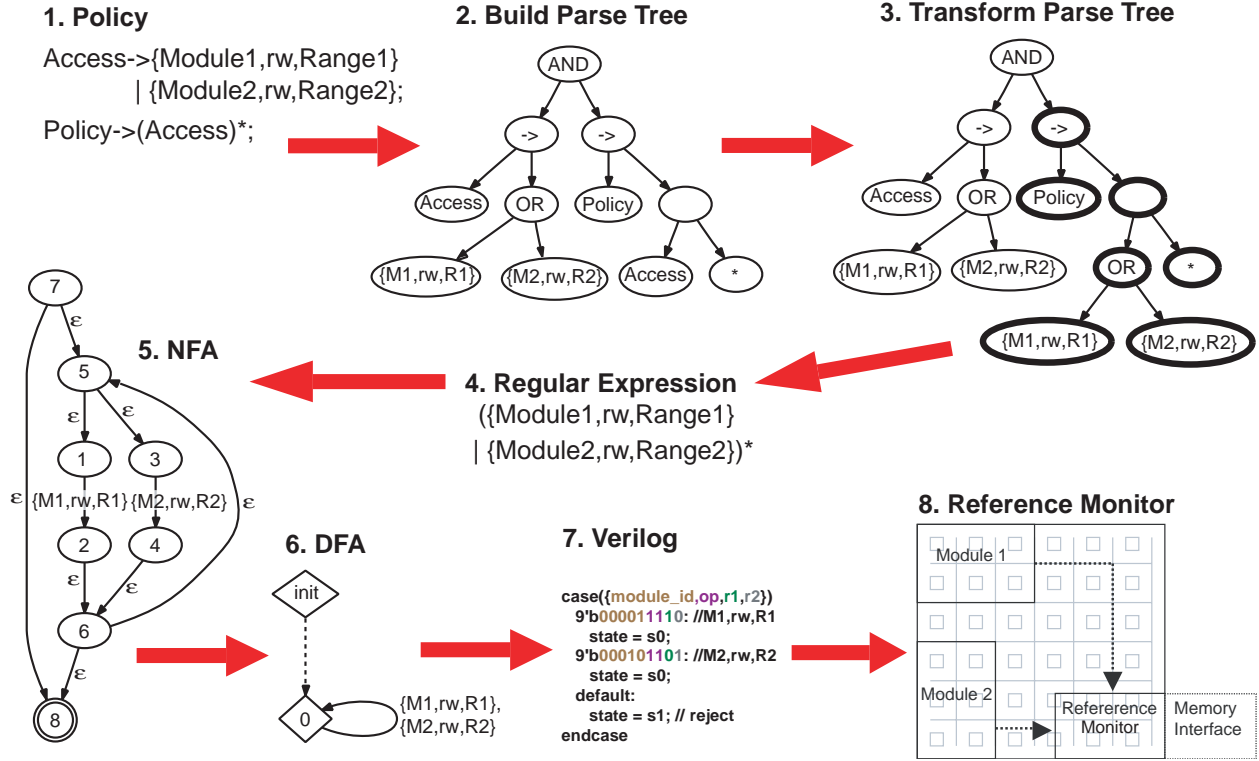 1. Policy
Access->{Module1,rw,Range1}
| {Module2,rw,Range2};
Policy->(Access)*;
2. Build Parse Tree
AND
-> ->
Access OR Policy
{M1,rw,R1} {M2,rw,R2} Access *
3. Transform Parse Tree
AND
-> ->
Access OR Policy
{M1,rw,R1} {M2,rw,R2} OR *
{M1,rw,R1} {M2,rw,R2}
4. Regular Expression
({Module1,rw,Range1}
| {Module2,rw,Range2})*
5. NFA
7
ε
5
ε ε
1 3
ε {M1,rw,R1} {M2,rw,R2} ε
2 4
ε ε
6
ε
8
6. DFA
init
0
{M1,rw,R1},
{M2,rw,R2}
7. Verilog
case({module_id,op,r1,r2})
9'b000011110: //M1,rw,R1
state = s0;
9'b000101101: //M2,rw,R2
state = s0;
default:
state = s1; // reject
endcase
8. Reference Monitor
Module 1
Module 2
Refererence
Monitor
Memory
Interface